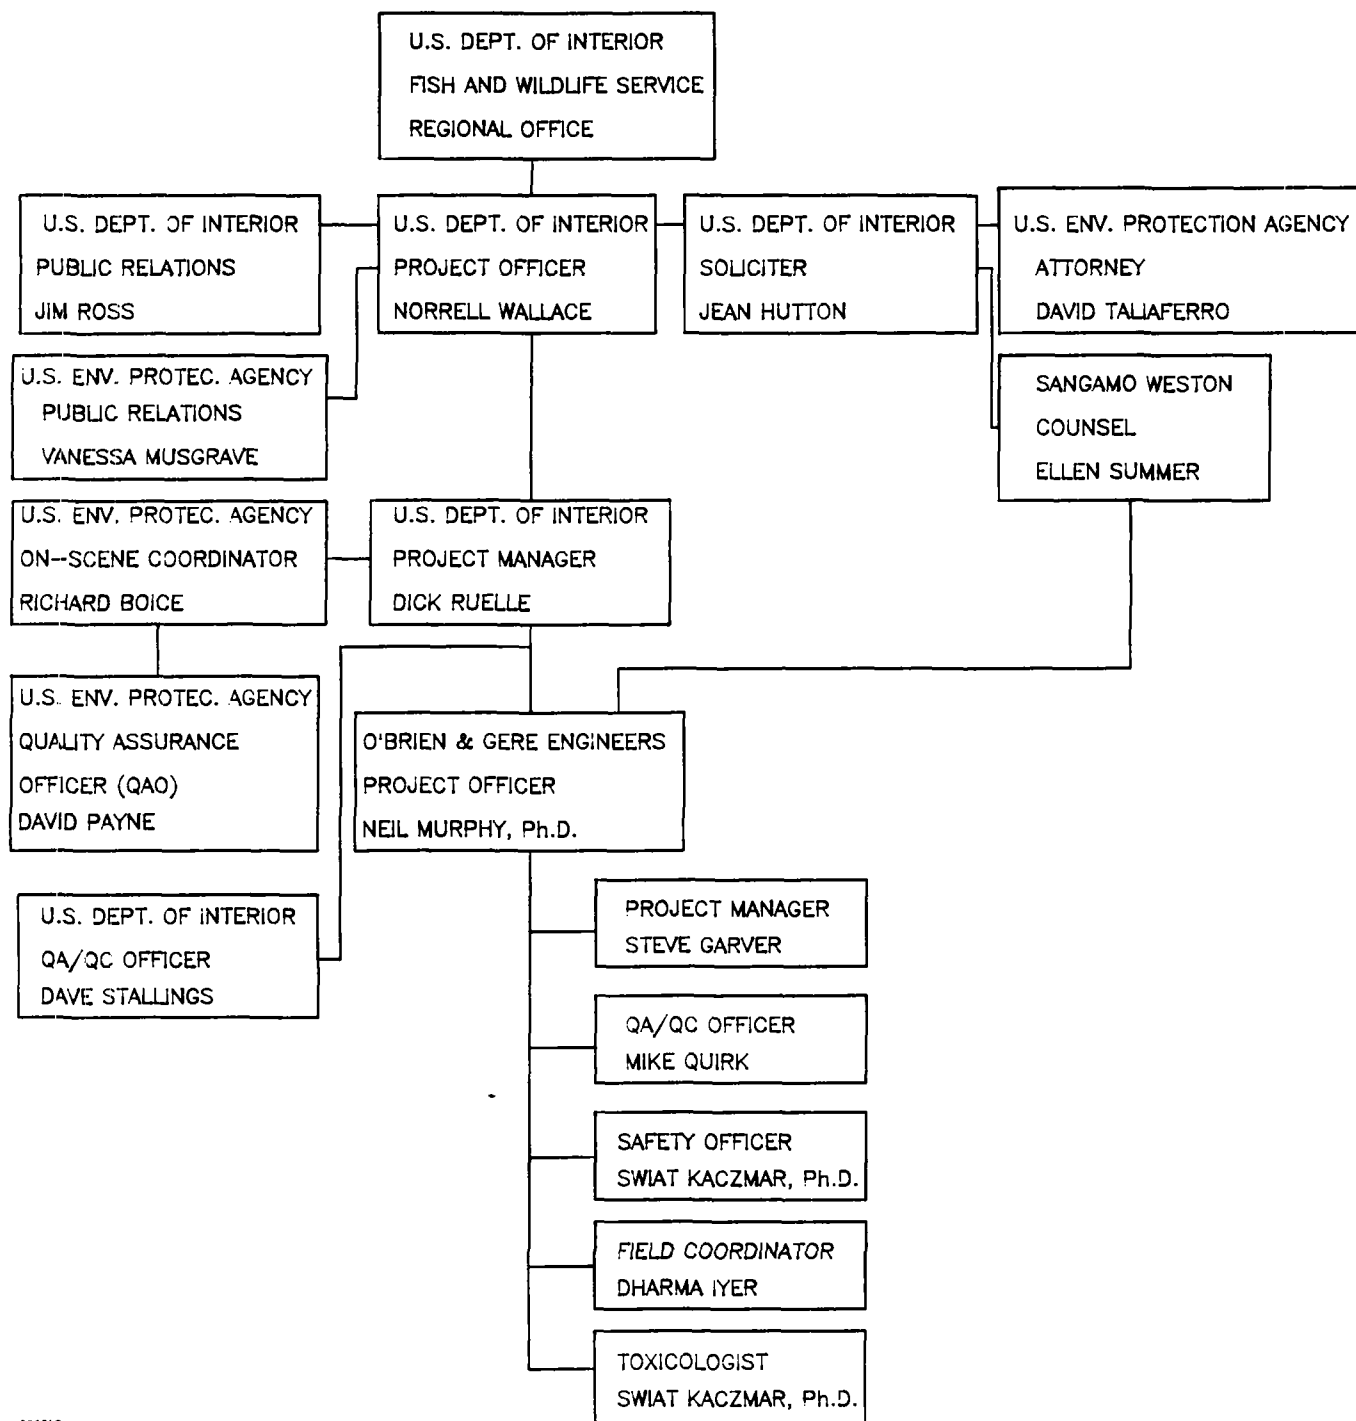 U.S. DEPT. OF INTERIOR
FISH AND WILDLIFE SERVICE
REGIONAL OFFICE
U.S. DEPT. OF INTERIOR
PUBLIC RELATIONS
JIM ROSS
U.S. DEPT. OF INTERIOR
PROJECT OFFICER
NORRELL WALLACE
U.S. DEPT. OF INTERIOR
SOLICITER
JEAN HUTTON
U.S. ENV. PROTECTION AGENCY
ATTORNEY
DAVID TALIAFERRO
U.S. ENV. PROTEC. AGENCY
PUBLIC RELATIONS
VANESSA MUSGRAVE
SANGAMO WESTON
COUNSEL
ELLEN SUMMER
U.S. ENV. PROTEC. AGENCY
ON--SCENE COORDINATOR
RICHARD BOICE
U.S. DEPT. OF INTERIOR
PROJECT MANAGER
DICK RUELLE
U.S. ENV. PROTEC. AGENCY
QUALITY ASSURANCE
OFFICER (QAO)
DAVID PAYNE
O'BRIEN & GERE ENGINEERS
PROJECT OFFICER
NEIL MURPHY, Ph.D.
U.S. DEPT. OF INTERIOR
QA/QC OFFICER
DAVE STALLINGS
PROJECT MANAGER
STEVE GARVER
QA/QC OFFICER
MIKE QUIRK
SAFETY OFFICER
SWIAT KACZMAR, Ph.D.
FIELD COORDINATOR
DHARMA IYER
TOXICOLOGIST
SWIAT KACZMAR, Ph.D.